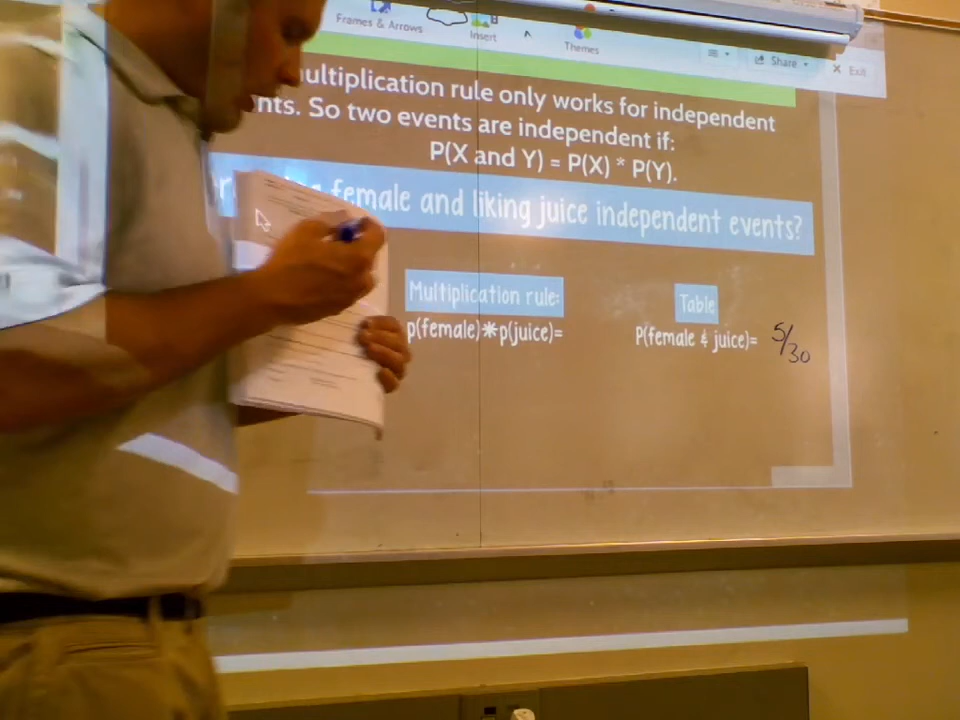 Frames & Arrows
Insert
Themes
Share
Exit
multiplication rule only works for independent
nts. So two events are independent if:
P(X and Y) = P(X) * P(Y).
female and liking juice independent events?
Multiplication rule:
p(female)*p(juice)=
Table
P(female & juice)= 5/30